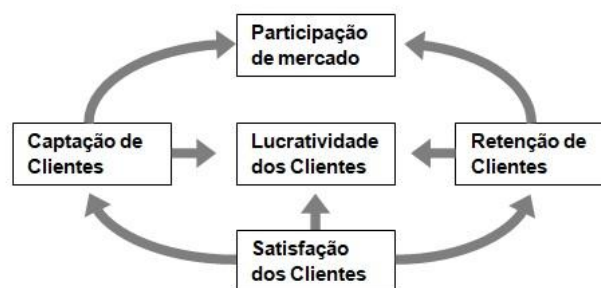 Participação
de mercado
Captação de
Clientes
Lucratividade
dos Clientes
Retenção de
Clientes
Satisfação
dos Clientes